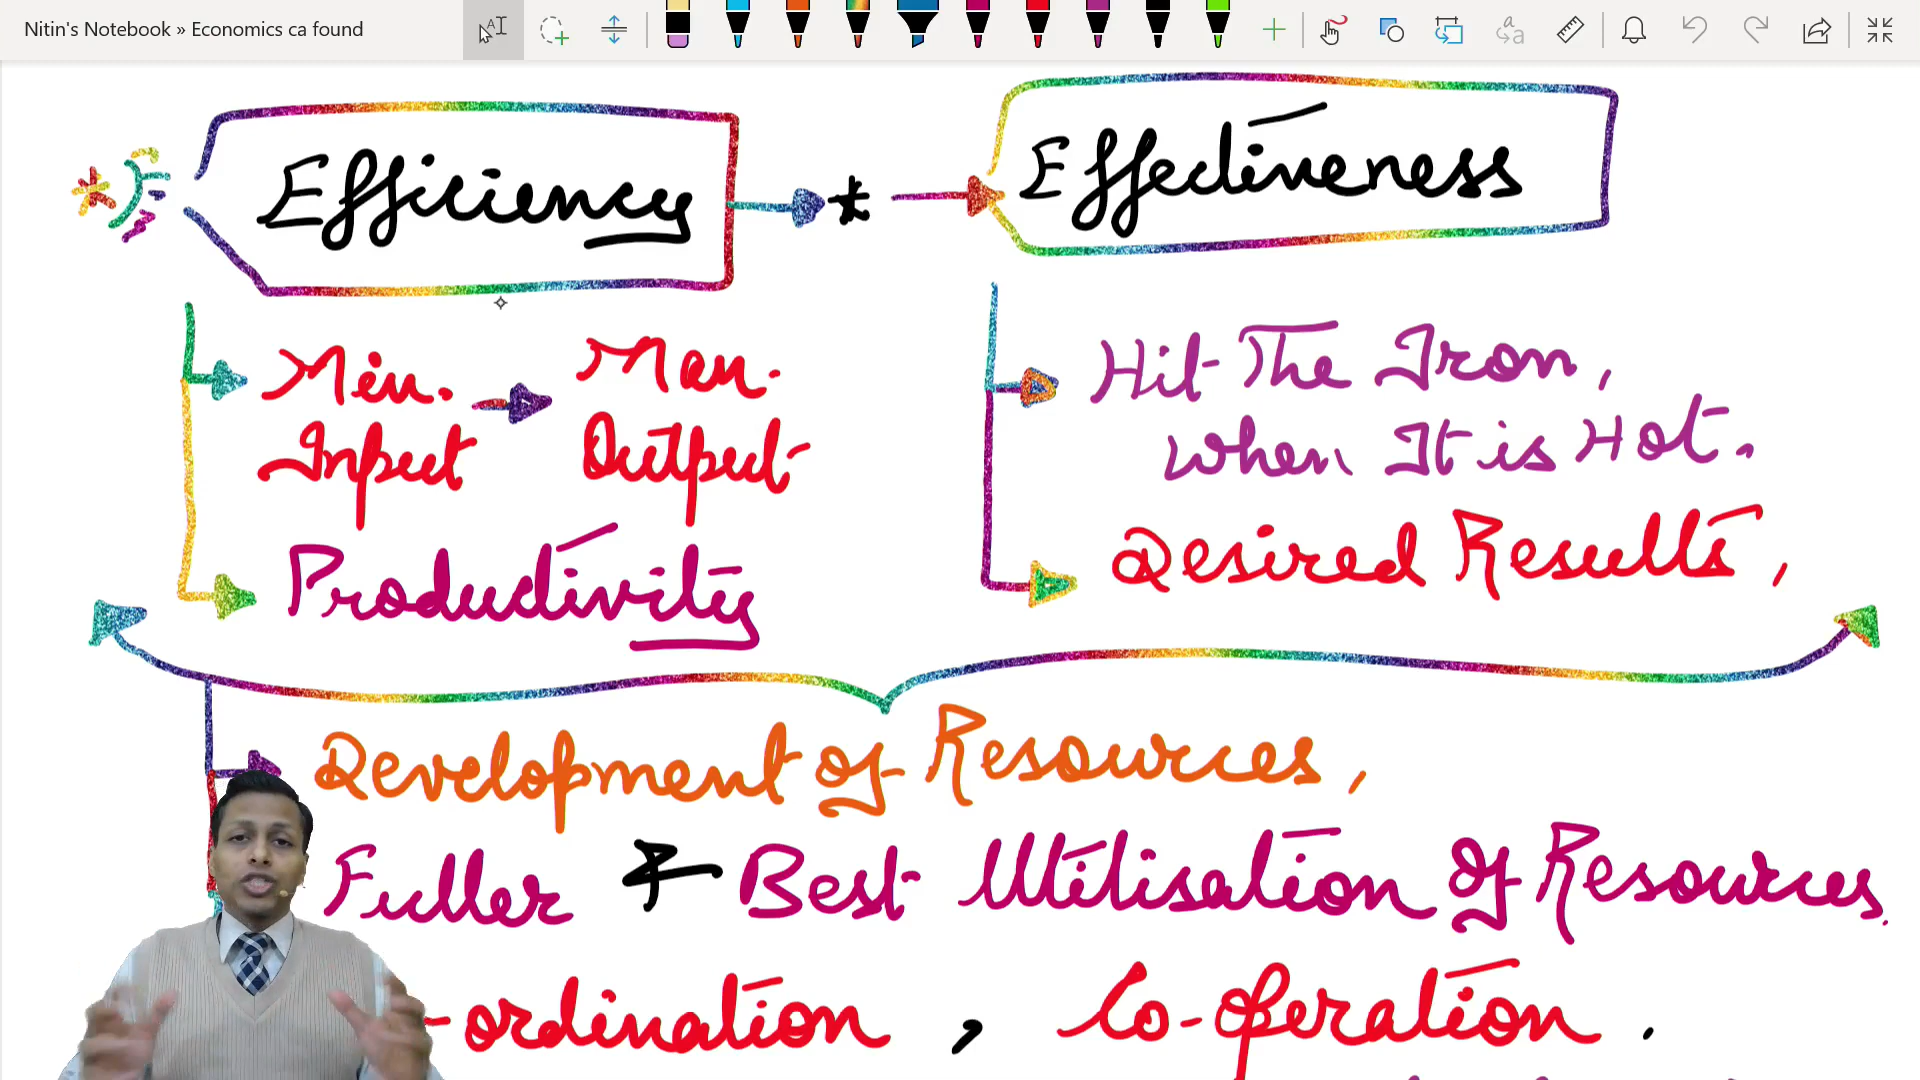 Nitin's Notebook » Economics ca found
Efficiency * Effectiveness
Min. Max.
Input Output
Productivity
Hit The Iron,
When It is Hot.
Desired Results,
Development of Resources,
Fuller & Best Utilisation Of Resources.
-ordination, Co-operation.